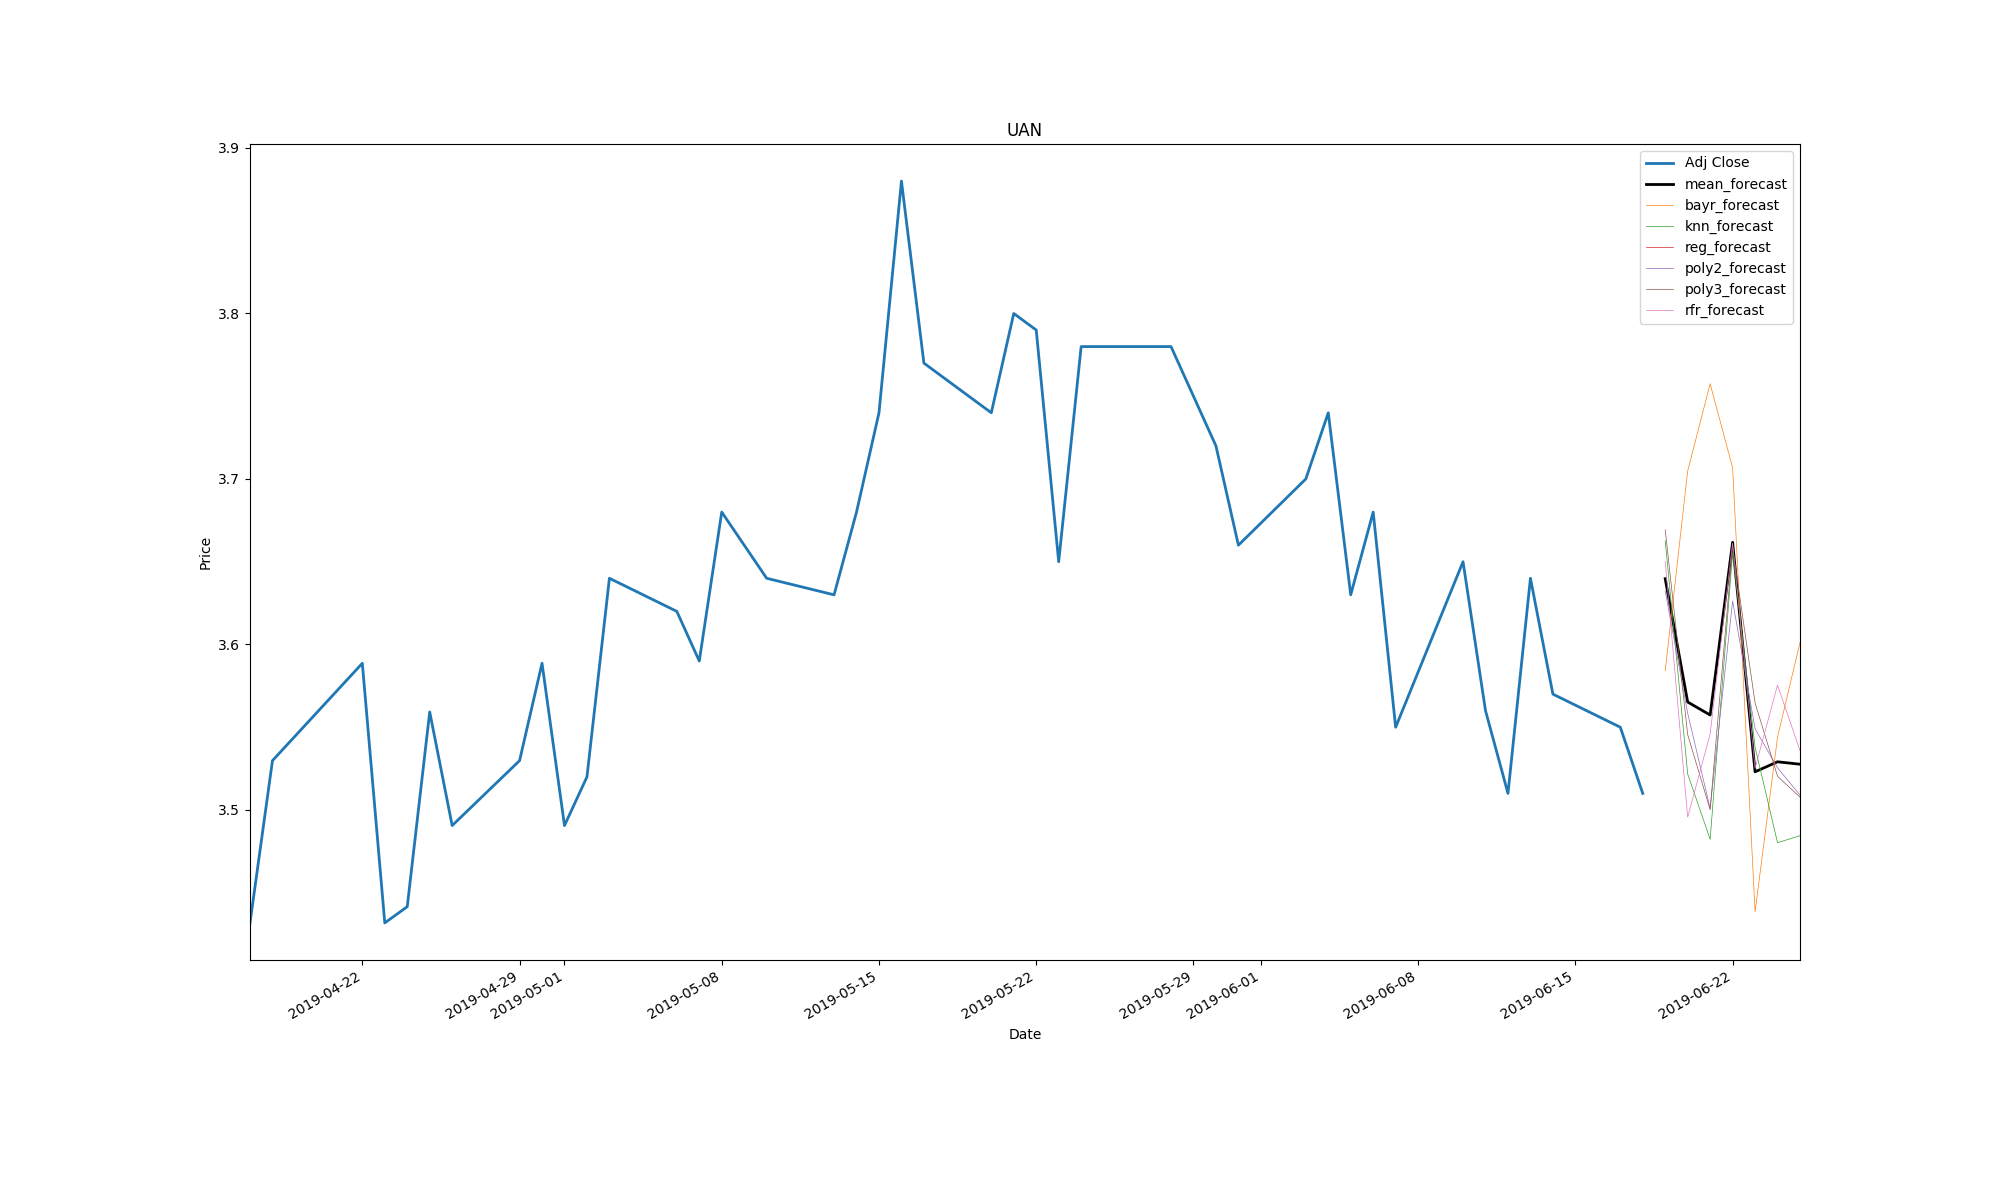 UAN
3.9
3.8
3.7
3.6
3.5
Price
Adj Close
mean_forecast
bayr_forecast
knn_forecast
reg_forecast
poly2_forecast
poly3_forecast
rfr_forecast
2019-04-22
2019-04-29
2019-05-01
2019-05-08
2019-05-15
2019-05-22
2019-05-29
2019-06-01
2019-06-08
2019-06-15
2019-06-22
Date